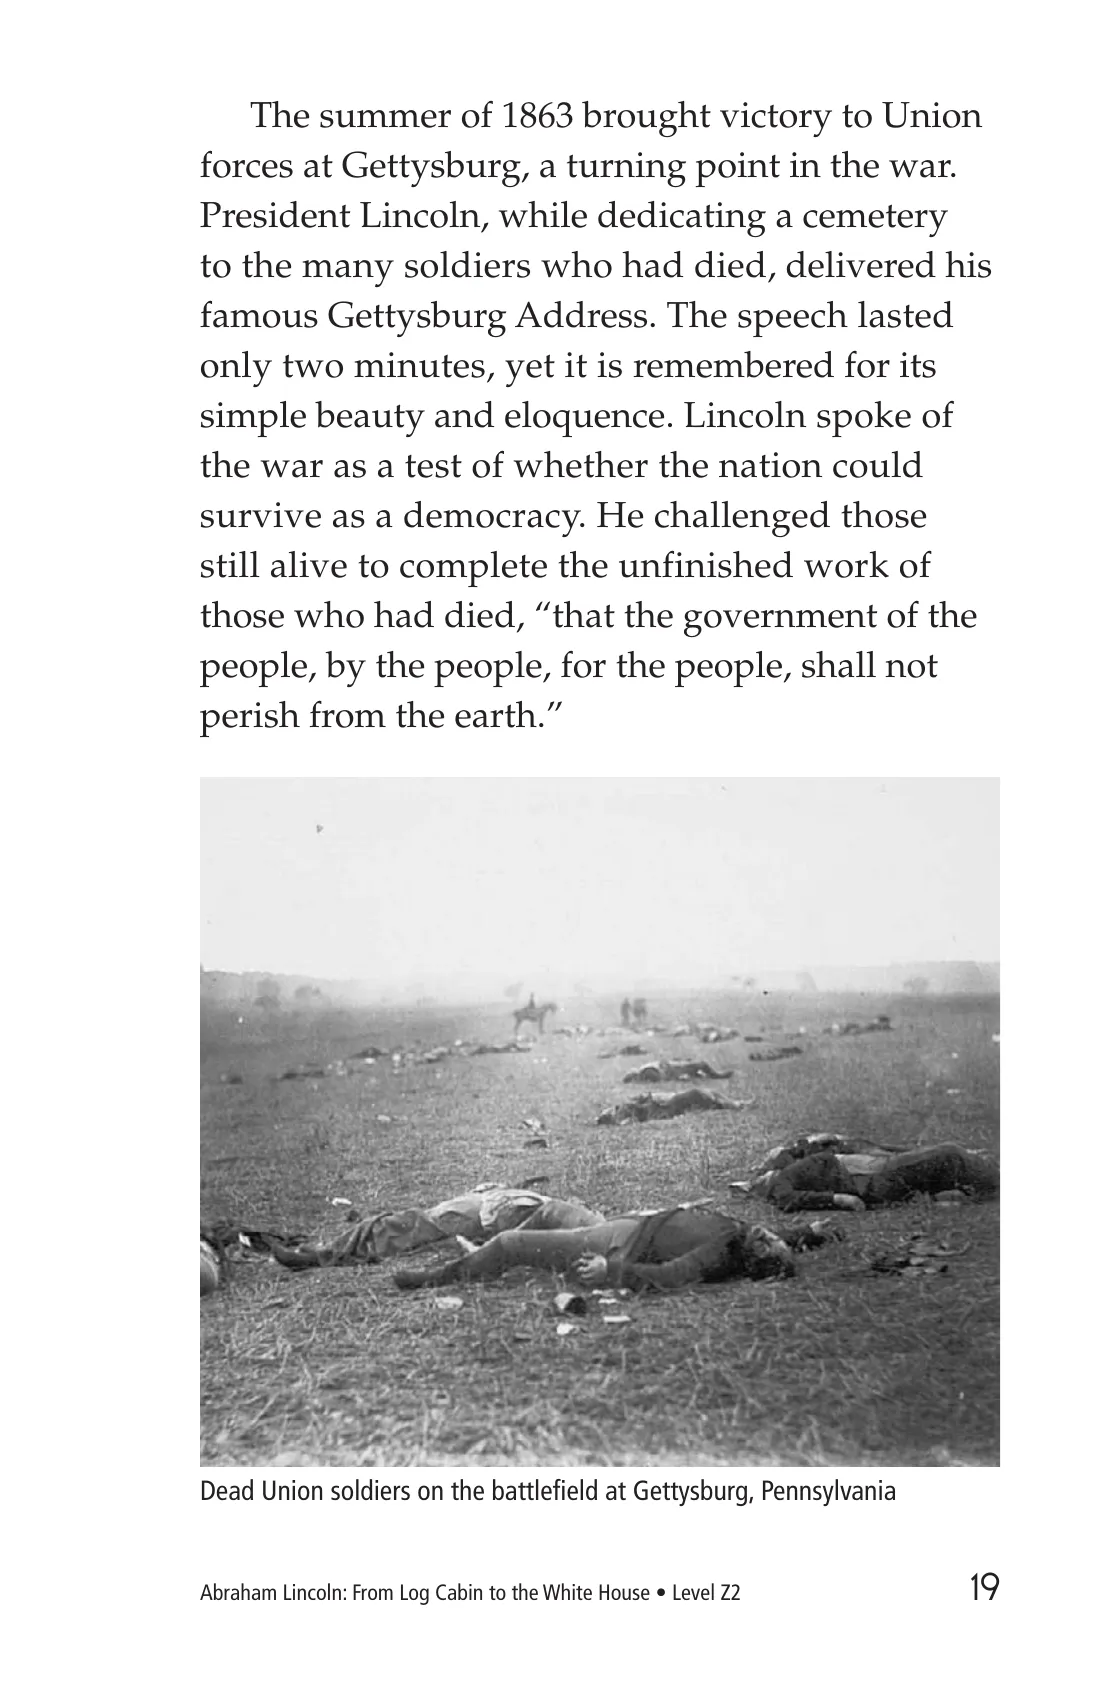 The summer of 1863 brought victory to Union
forces at Gettysburg, a turning point in the war.
President Lincoln, while dedicating a cemetery
to the many soldiers who had died, delivered his
famous Gettysburg Address. The speech lasted
only two minutes, yet it is remembered for its
simple beauty and eloquence. Lincoln spoke of
the war as a test of whether the nation could
survive as a democracy. He challenged those
still alive to complete the unfinished work of
those who had died, “that the government of the
people, by the people, for the people, shall not
perish from the earth.”
Dead Union soldiers on the battlefield at Gettysburg, Pennsylvania
Abraham Lincoln: From Log Cabin to the White House • Level Z2 19